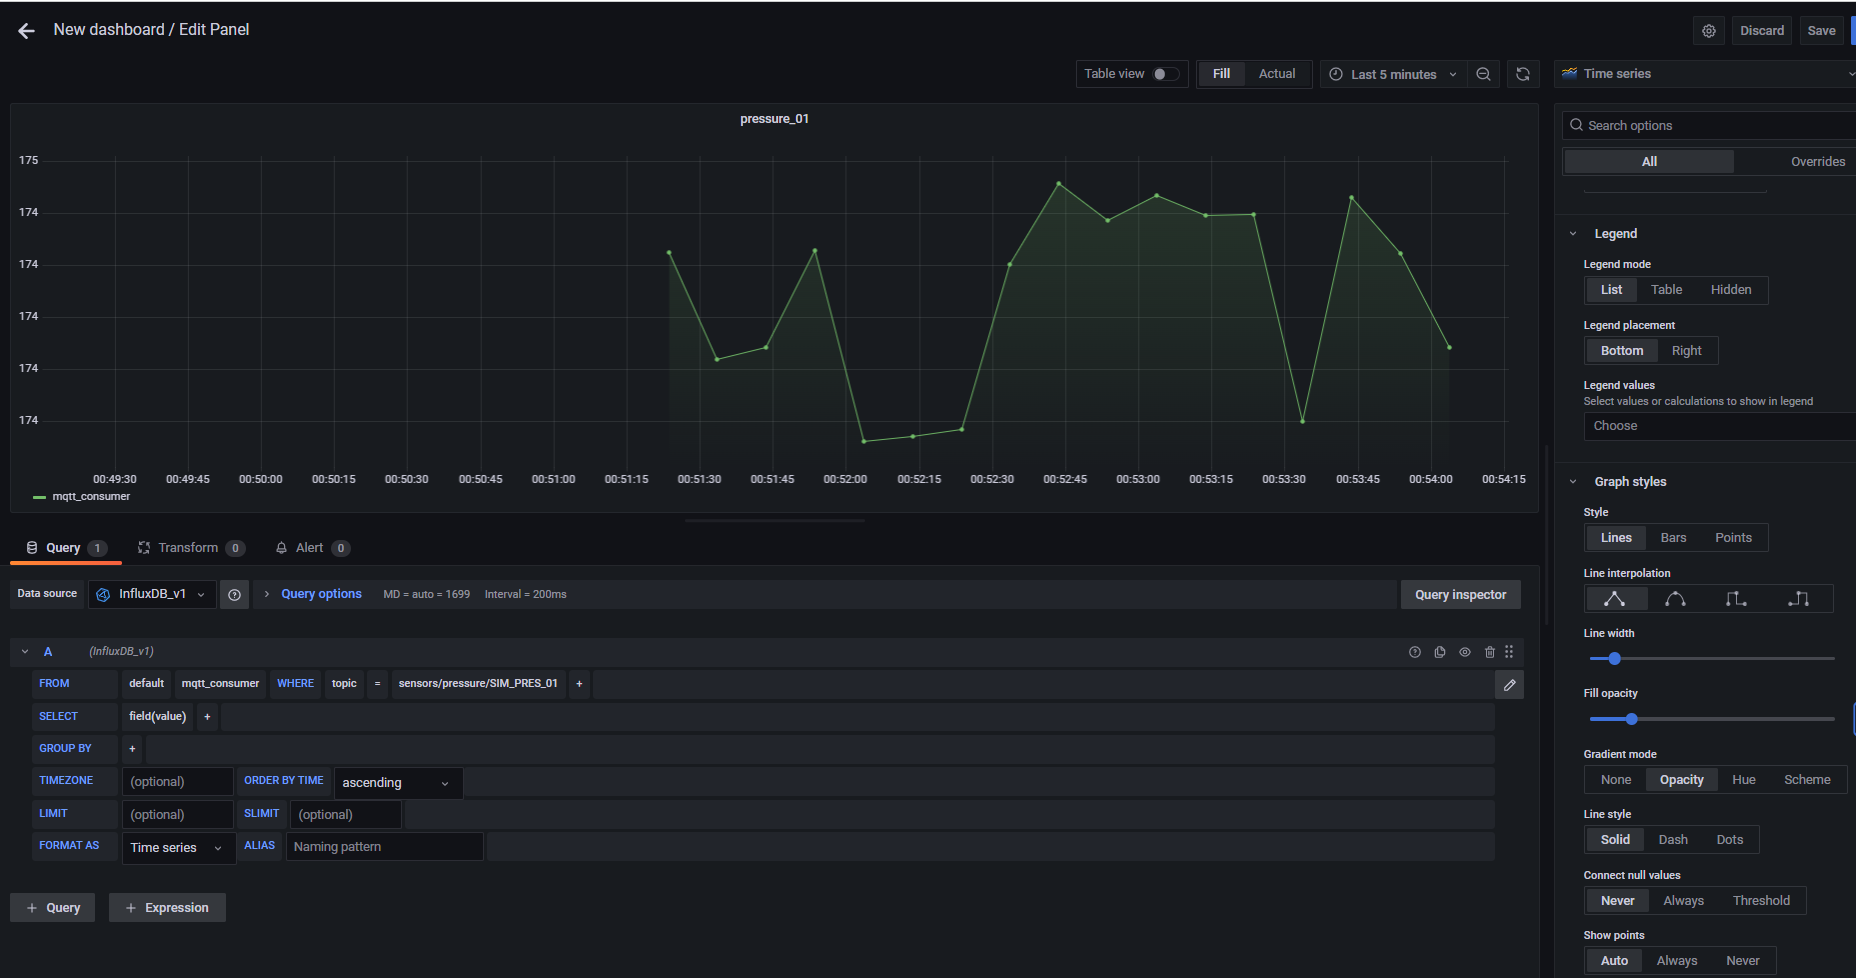 New dashboard / Edit Panel
Discard
Save
Table view
Fill
Actual
Last 5 minutes
Time series
pressure_01
175
174
174
174
174
174
00:49:30
00:49:45
00:50:00
00:50:15
00:50:30
00:50:45
00:51:00
00:51:15
00:51:30
00:51:45
00:52:00
00:52:15
00:52:30
00:52:45
00:53:00
00:53:15
00:53:30
00:53:45
00:54:00
00:54:15
mqtt_consumer
Query 1
Transform 0
Alert 0
Data source
InfluxDB_v1
Query options
MD = auto = 1699
Interval = 200ms
Query inspector
A
(InfluxDB_v1)
FROM default mqtt_consumer WHERE topic = sensors/pressure/SIM_PRES_01 +
SELECT field(value) +
GROUP BY +
TIMEZONE (optional) ORDER BY TIME ascending
LIMIT (optional) SLIMIT (optional)
FORMAT AS Time series ALIAS Naming pattern
+ Query
+ Expression
Search options
All
Overrides
Legend
Legend mode
List
Table
Hidden
Legend placement
Bottom
Right
Legend values
Select values or calculations to show in legend
Choose
Graph styles
Style
Lines
Bars
Points
Line interpolation
Line width
Fill opacity
Gradient mode
None
Opacity
Hue
Scheme
Line style
Solid
Dash
Dots
Connect null values
Never
Always
Threshold
Show points
Auto
Always
Never